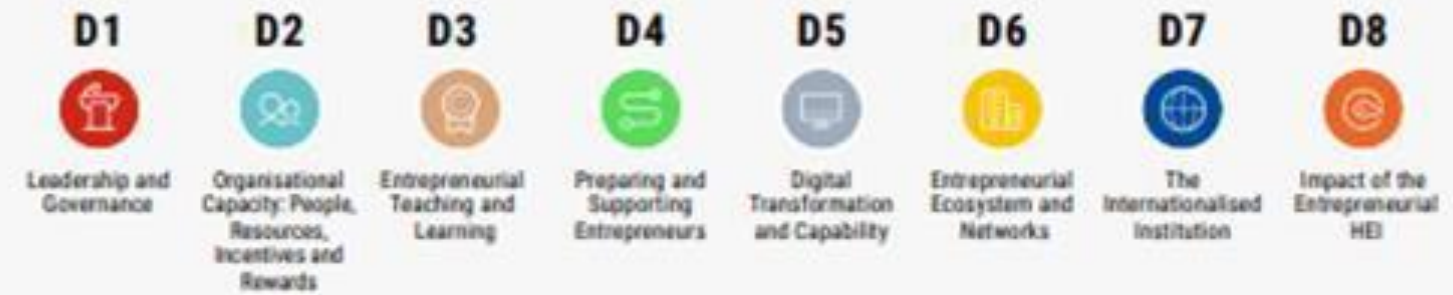 D1
Leadership and
Governance
D2
Organisational
Capacity: People,
Resources,
Incentives and
Rewards
D3
Entrepreneurial
Teaching and
Learning
D4
Preparing and
Supporting
Entrepreneurs
D5
Digital
Transformation
and Capability
D6
Entrepreneurial
Ecosystem and
Networks
D7
The
Internationalised
Institution
D8
Impact of the
Entrepreneurial
HEI